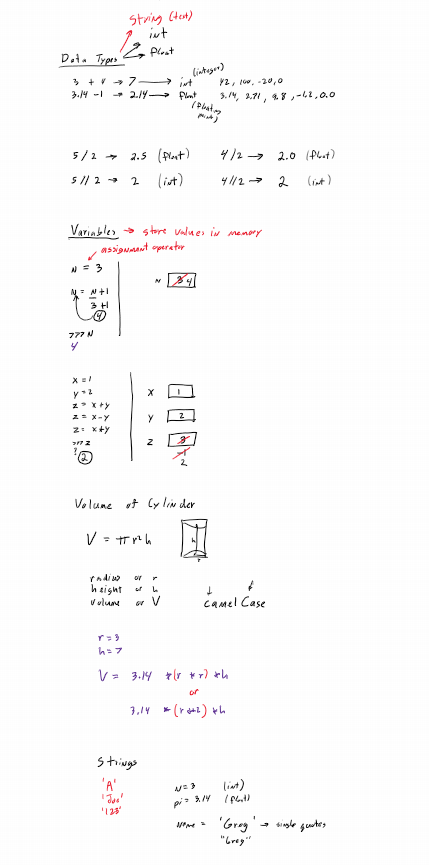 string (text)
int
float
Data Types
3 + 4 → 7 → int (integer) 42, 100, -20, 0
3.14 - 1 → 2.14 → float 3.14, 2.71, 9.8, -1.2, 0.0
(floating point)
5 / 2 → 2.5 (float) 4 / 2 → 2.0 (float)
5 // 2 → 2 (int) 4 // 2 → 2 (int)
Variables → store values in memory
assignment operator
N = 3
N 3 4
N = N + 1
3 + 1
4
>>> N
4
x = 1
y = 2
z = x + y
z = x - y
z = x * y
>>> z
? 2
X 1
Y 2
Z 3
-1
2
Volume of Cylinder
V = π r² h
h
r
radius or r
height or h
volume or V
camel Case
r = 3
h = 7
V = 3.14 * (r * r) * h
or
3.14 * (r ** 2) * h
Strings
'A'
'Joe'
'123'
N = 3 (int)
pi = 3.14 (float)
Name = 'Greg' → single quotes
"Greg"